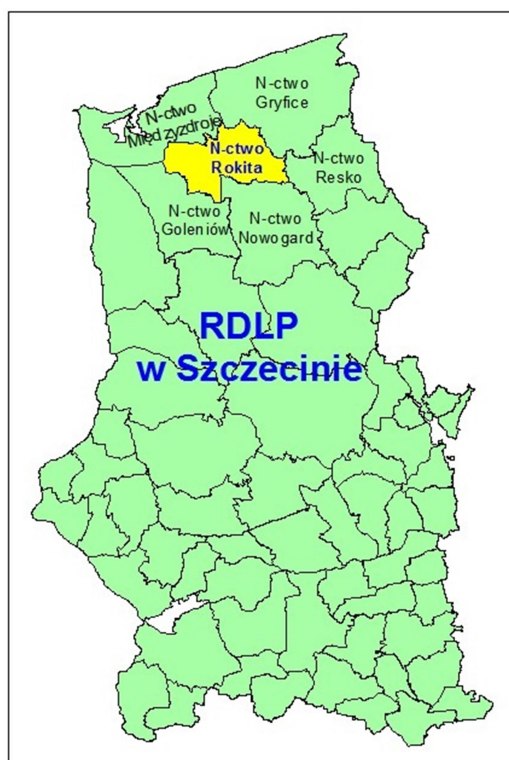 N-ctwo
Gryfice
N-ctwo
Międzyzdroje
N-ctwo
Rokita
N-ctwo
Resko
N-ctwo
Goleniów
N-ctwo
Nowogard
RDLP
w Szczecinie